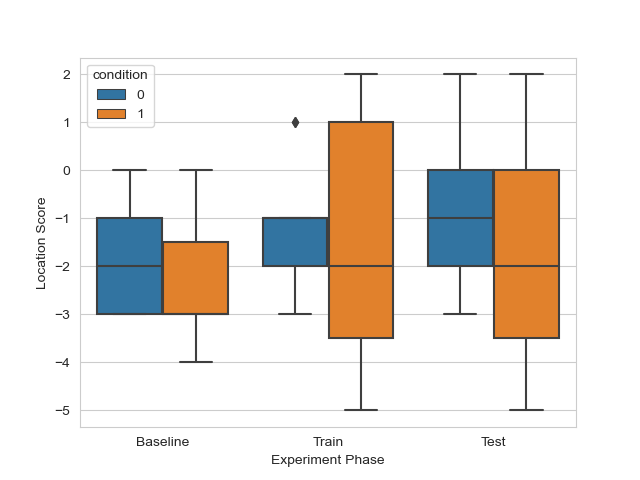 condition
0
1
2
1
0
−1
−2
−3
−4
−5
Location Score
Baseline Train Test
Experiment Phase